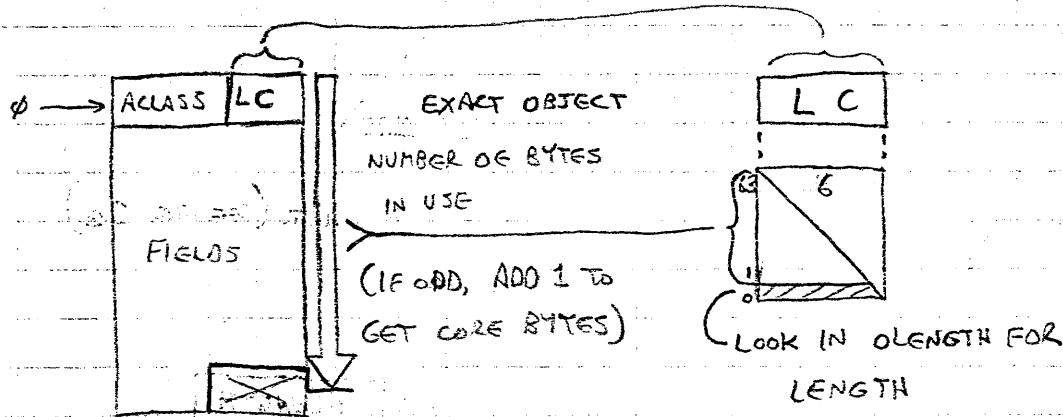 ø → ACLASS LC
EXACT OBJECT
NUMBER OF BYTES
IN USE
(IF ODD, ADD 1 TO
GET CORE BYTES)
FIELDS
L C
6
63
1
0
LOOK IN OLENGTH FOR
LENGTH